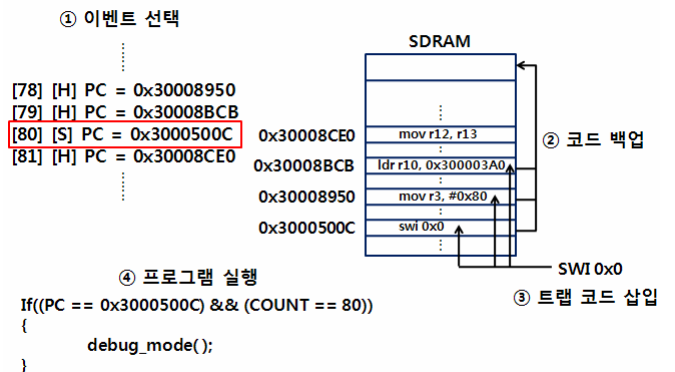 ① 이벤트 선택
[78] [H] PC = 0x30008950
[79] [H] PC = 0x30008BCB
[80] [S] PC = 0x3000500C
[81] [H] PC = 0x30008CE0
SDRAM
0x30008CE0 mov r12, r13
0x30008BCB ldr r10, 0x300003A0
0x30008950 mov r3, #0x80
0x3000500C swi 0x0
② 코드 백업
SWI 0x0
③ 트랩 코드 삽입
④ 프로그램 실행
If((PC == 0x3000500C) && (COUNT == 80))
{
debug_mode( );
}